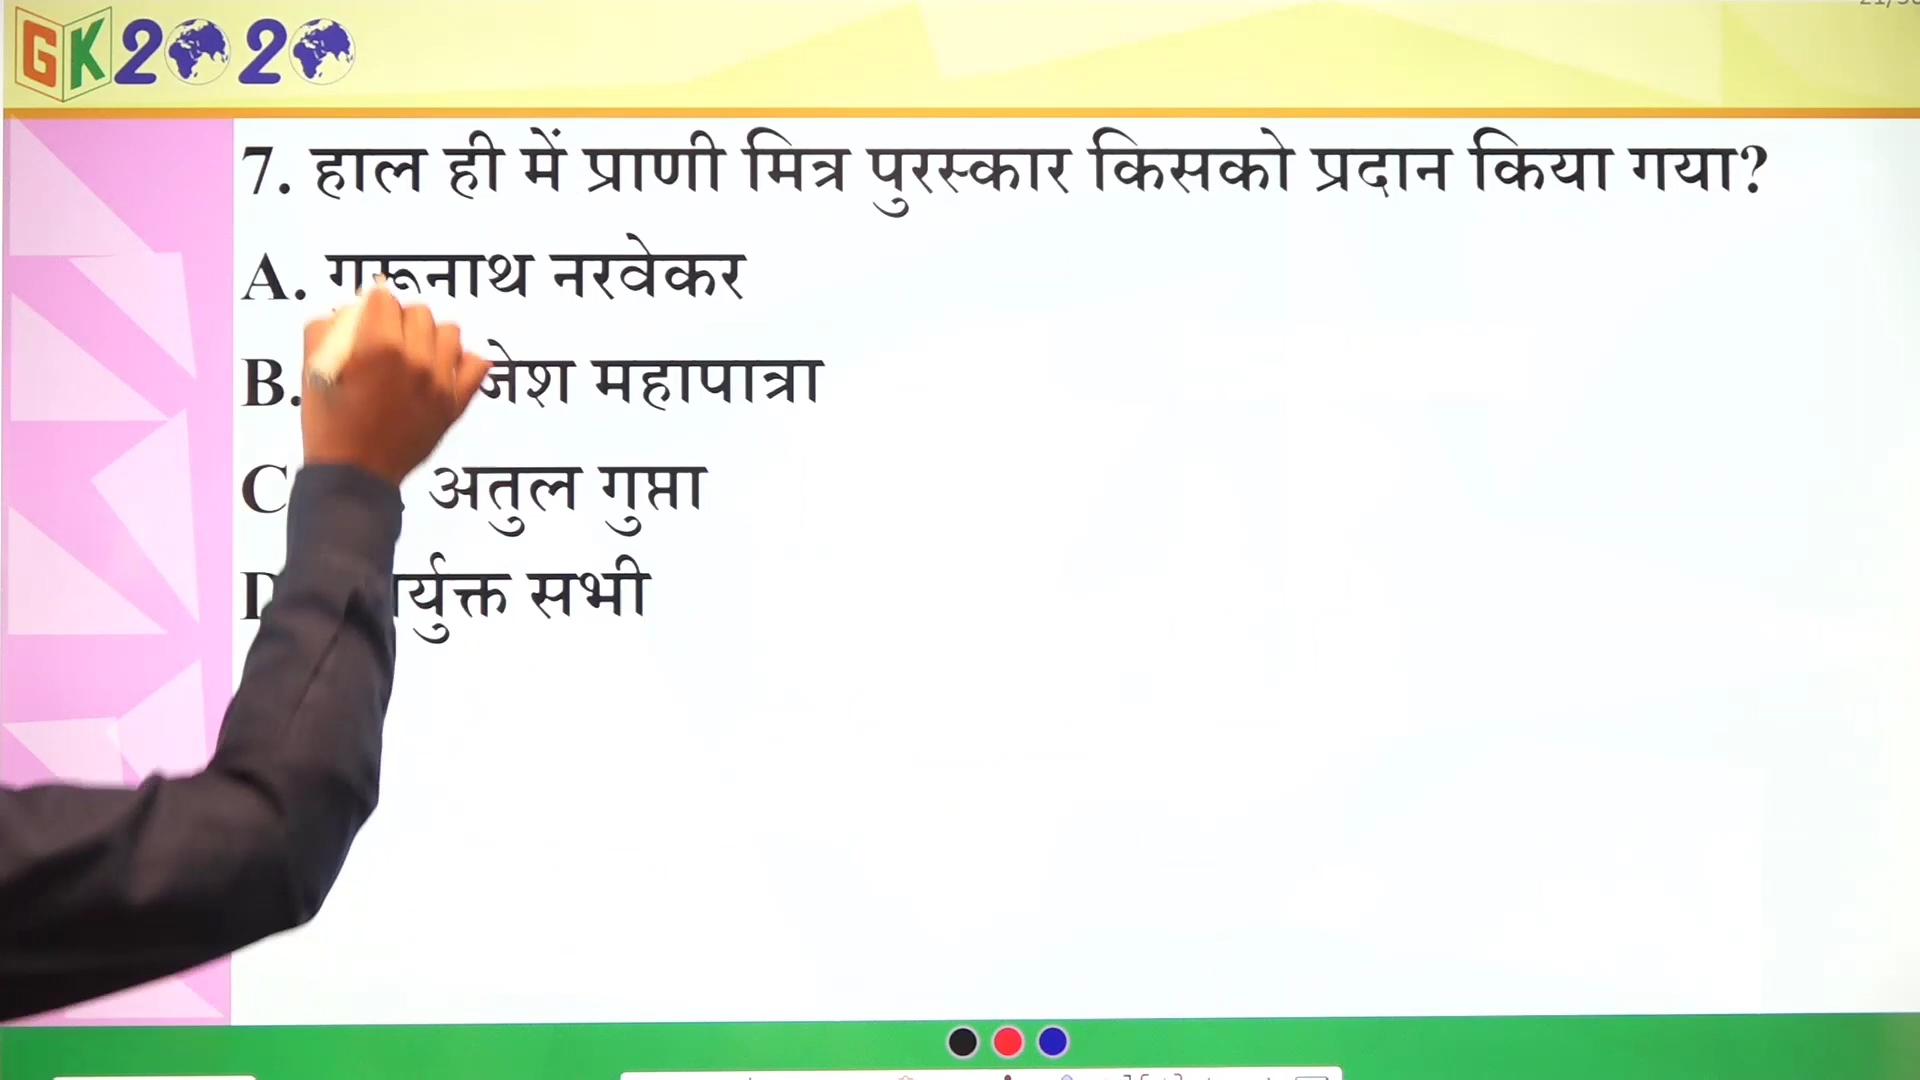 GK2020
7. हाल ही में प्राणी मित्र पुरस्कार किसको प्रदान किया गया?
A. गुरूनाथ नरवेकर
B. महापात्रा
C अतुल गुप्ता
D सभी